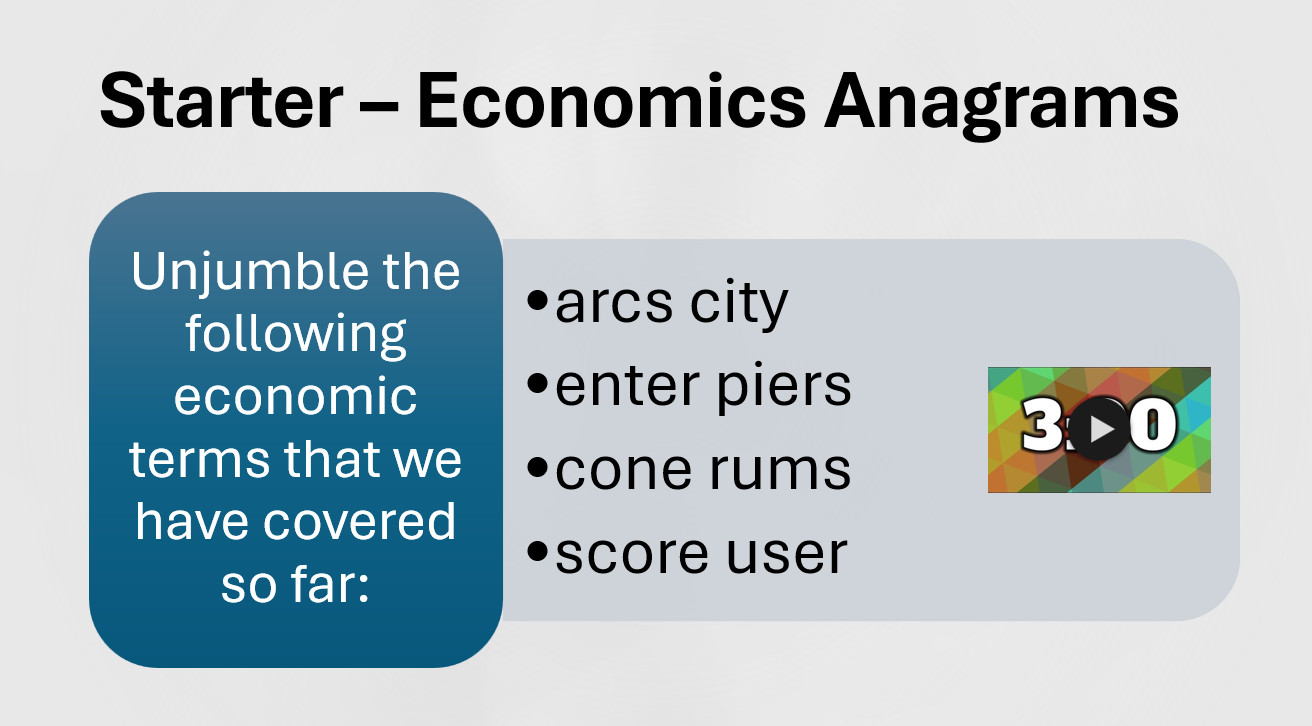 Starter – Economics Anagrams
Unjumble the
following
economic
terms that we
have covered
so far:
•arcs city
•enter piers
•cone rums
•score user